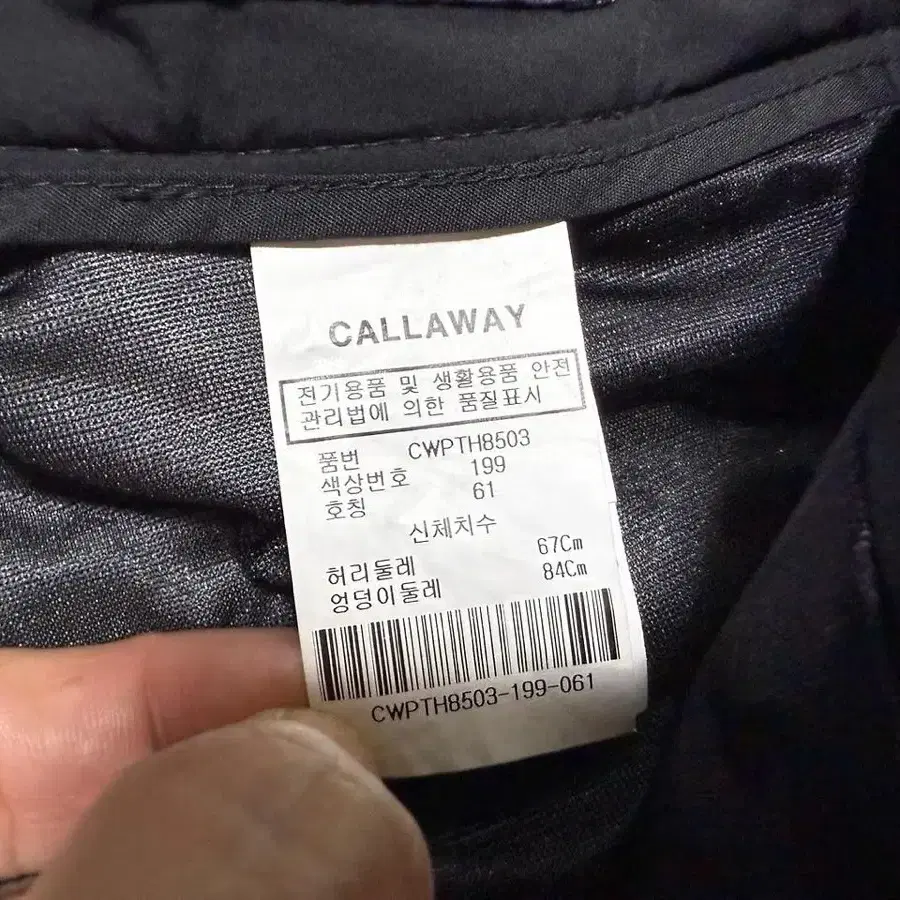 CALLAWAY
전기용품 및 생활용품 안전
관리법에 의한 품질표시
품번 CWPTH8503
색상번호 199
호칭 61
신체치수
허리둘레 67Cm
엉덩이둘레 84Cm
CWPTH8503-199-061